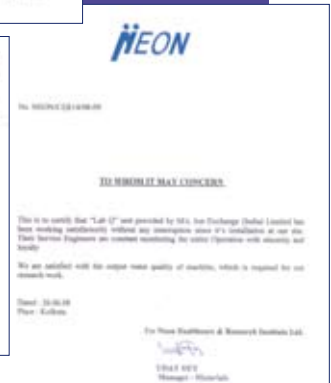 NEON
TO WHOM IT MAY CONCERN
This is to certify that "Lab Q" unit provided by M/s. Ion Exchange (India) Limited has
been working satisfactorily without any interruption since it's installation at our site.
Their Service Engineers are constant monitoring the entire Operation with sincerity and
loyalty
We are satisfied with the output water quality of machine, which is required for our
research work.
Place : Kolkata
For Neon Healthcare & Research Institute Ltd.
Manager - Materials